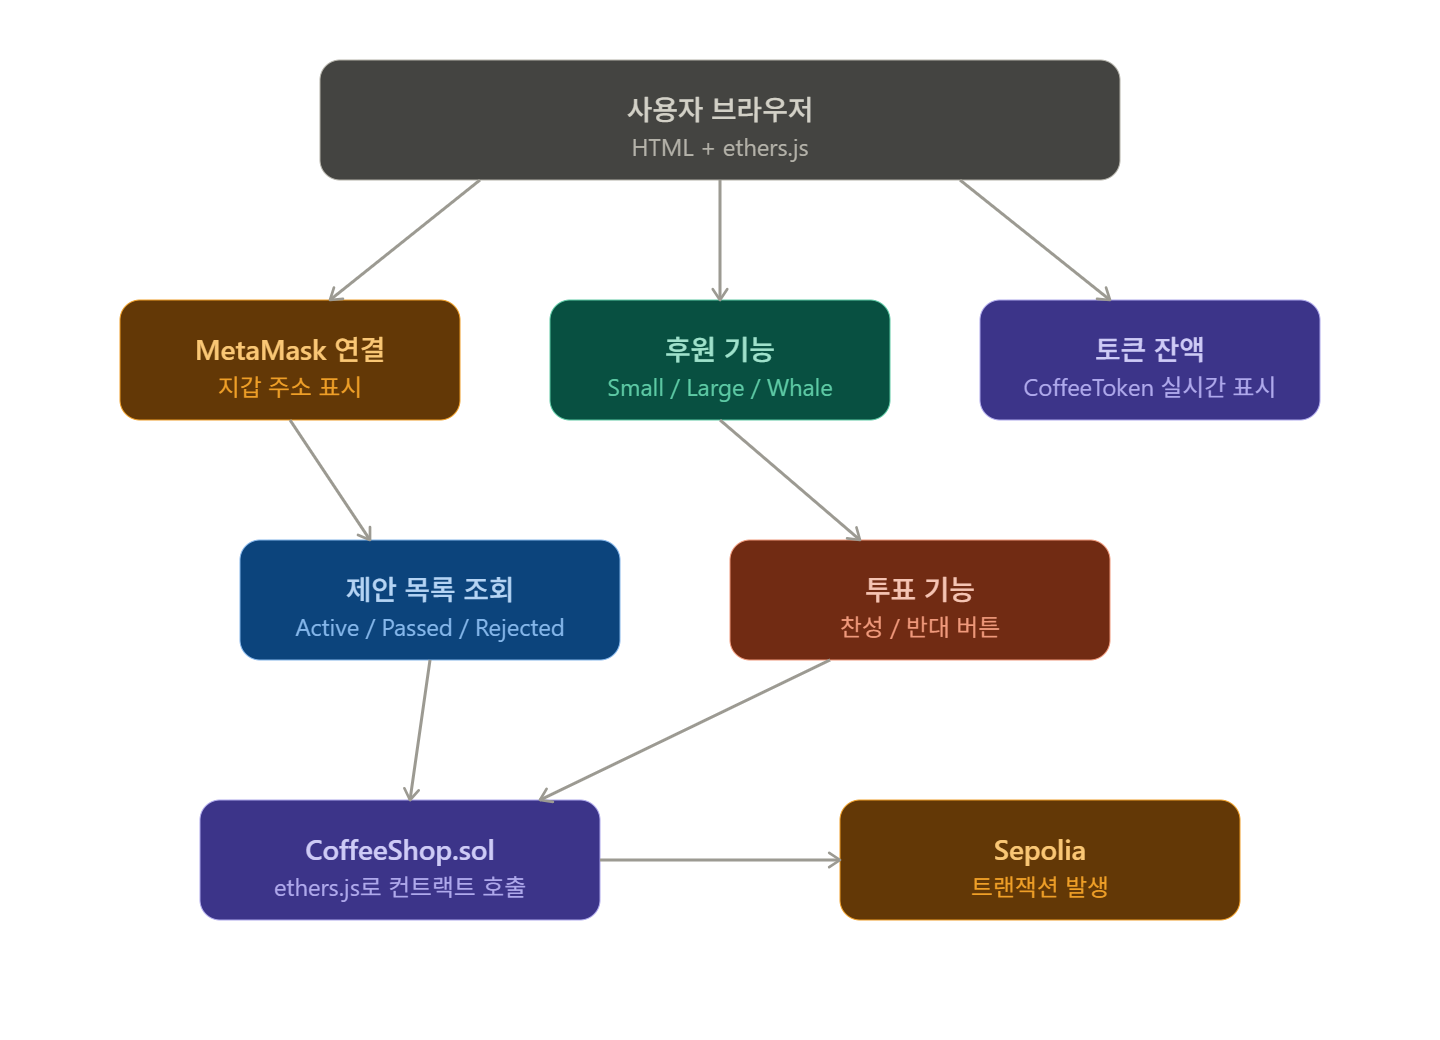 사용자 브라우저
HTML + ethers.js
MetaMask 연결
지갑 주소 표시
후원 기능
Small / Large / Whale
토큰 잔액
CoffeeToken 실시간 표시
제안 목록 조회
Active / Passed / Rejected
투표 기능
찬성 / 반대 버튼
CoffeeShop.sol
ethers.js로 컨트랙트 호출
Sepolia
트랜잭션 발생